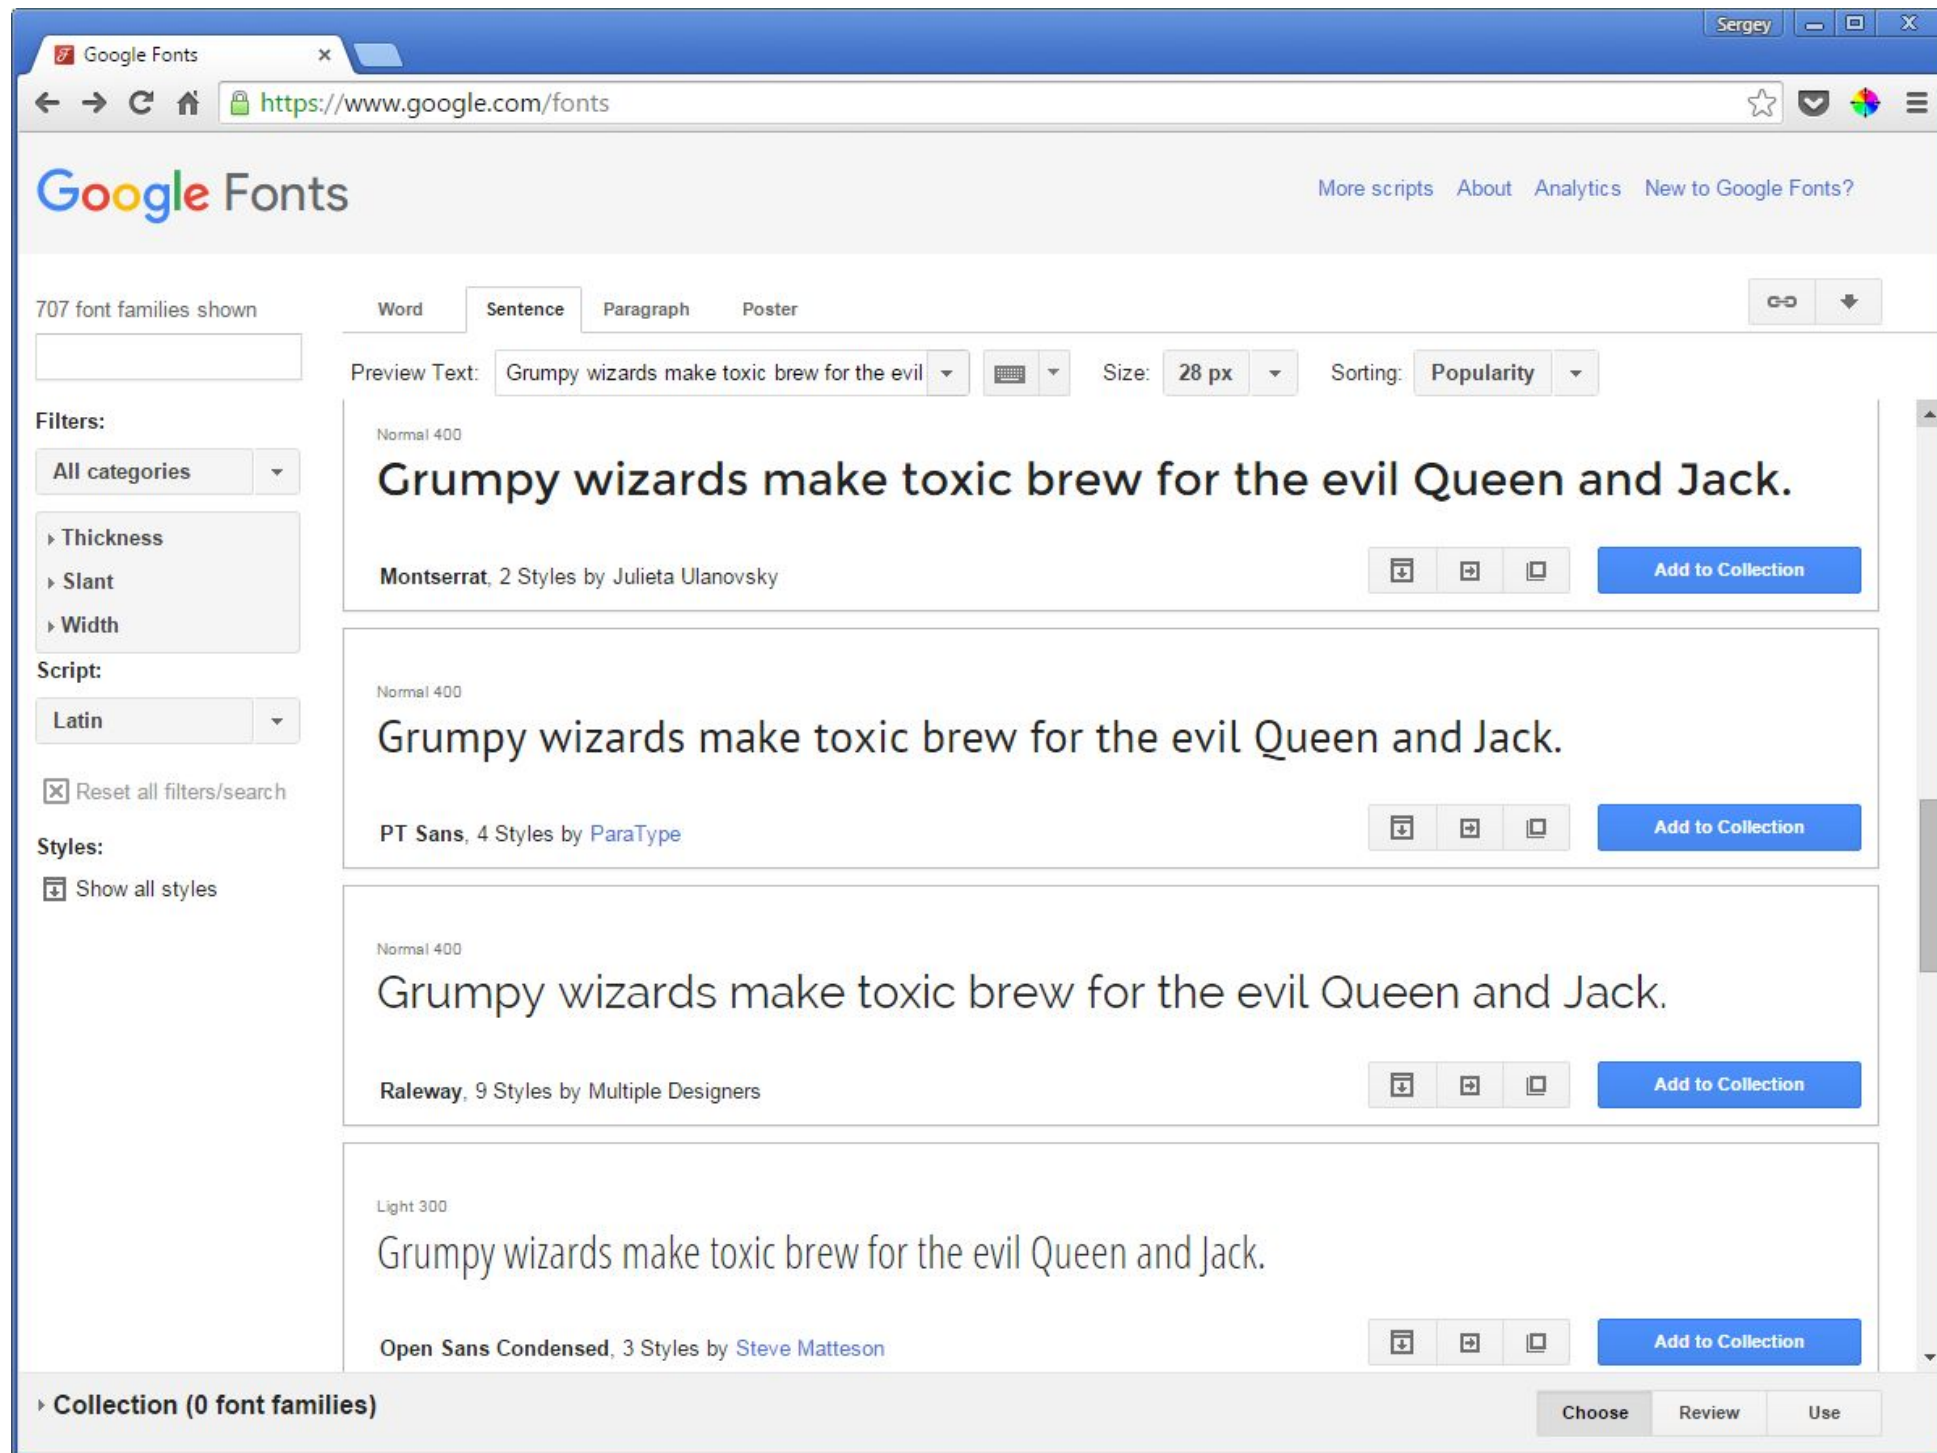 Sergey
Google Fonts
https://www.google.com/fonts
Google Fonts
More scripts About Analytics New to Google Fonts?
707 font families shown
Word Sentence Paragraph Poster
Preview Text: Grumpy wizards make toxic brew for the evil Size: 28 px Sorting: Popularity
Filters:
All categories
Thickness
Slant
Width
Script:
Latin
Reset all filters/search
Styles:
Show all styles
Normal 400
Grumpy wizards make toxic brew for the evil Queen and Jack.
Montserrat, 2 Styles by Julieta Ulanovsky
Add to Collection
Normal 400
Grumpy wizards make toxic brew for the evil Queen and Jack.
PT Sans, 4 Styles by ParaType
Add to Collection
Normal 400
Grumpy wizards make toxic brew for the evil Queen and Jack.
Raleway, 9 Styles by Multiple Designers
Add to Collection
Light 300
Grumpy wizards make toxic brew for the evil Queen and Jack.
Open Sans Condensed, 3 Styles by Steve Matteson
Add to Collection
Collection (0 font families)
Choose Review Use